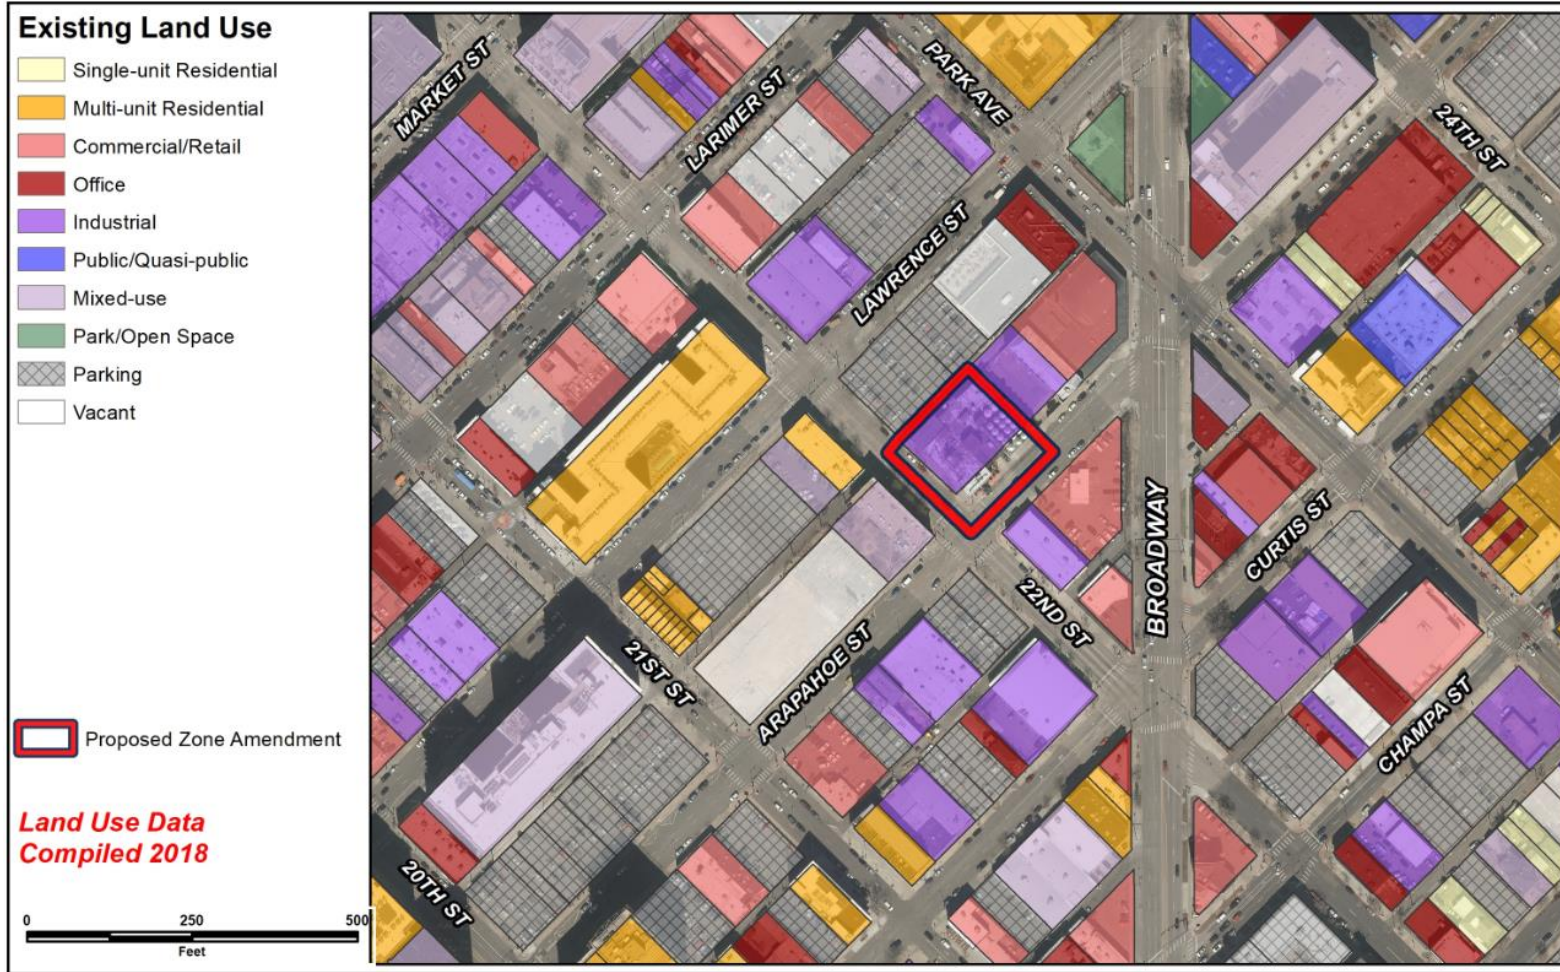 Existing Land Use
Single-unit Residential
Multi-unit Residential
Commercial/Retail
Office
Industrial
Public/Quasi-public
Mixed-use
Park/Open Space
Parking
Vacant
Proposed Zone Amendment
Land Use Data
Compiled 2018
0 250 500
Feet
MARKET ST
LARIMER ST
PARK AVE
24TH ST
LAWRENCE ST
BROADWAY
CURTIS ST
22ND ST
21ST ST
ARAPAHOE ST
CHAMPA ST
20TH ST